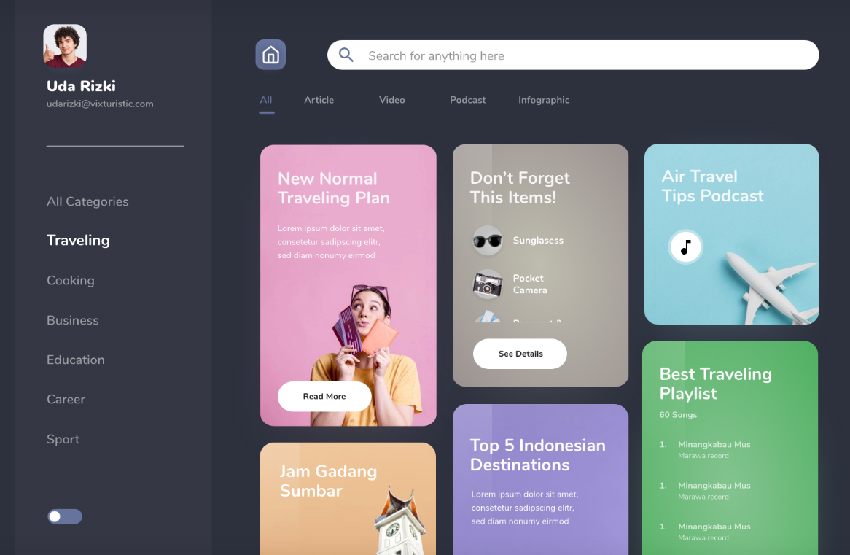 Uda Rizki
udarizki@vixturistic.com
All Categories
Traveling
Cooking
Business
Education
Career
Sport
Search for anything here
All
Article
Video
Podcast
Infographic
New Normal
Traveling Plan
Lorem ipsum dolor sit amet,
consetetur sadipscing elitr,
sed diam nonumy eirmod
Read More
Jam Gadang
Sumbar
Don't Forget
This Items!
Sunglasses
Pocket
Camera
See Details
Top 5 Indonesian
Destinations
Lorem ipsum dolor sit amet,
consetetur sadipscing elitr,
sed diam nonumy eirmod
Air Travel
Tips Podcast
Best Traveling
Playlist
60 Songs
1. Minangkabau Mus
Marawa record
1. Minangkabau Mus
Marawa record
1. Minangkabau Mus
Marawa record